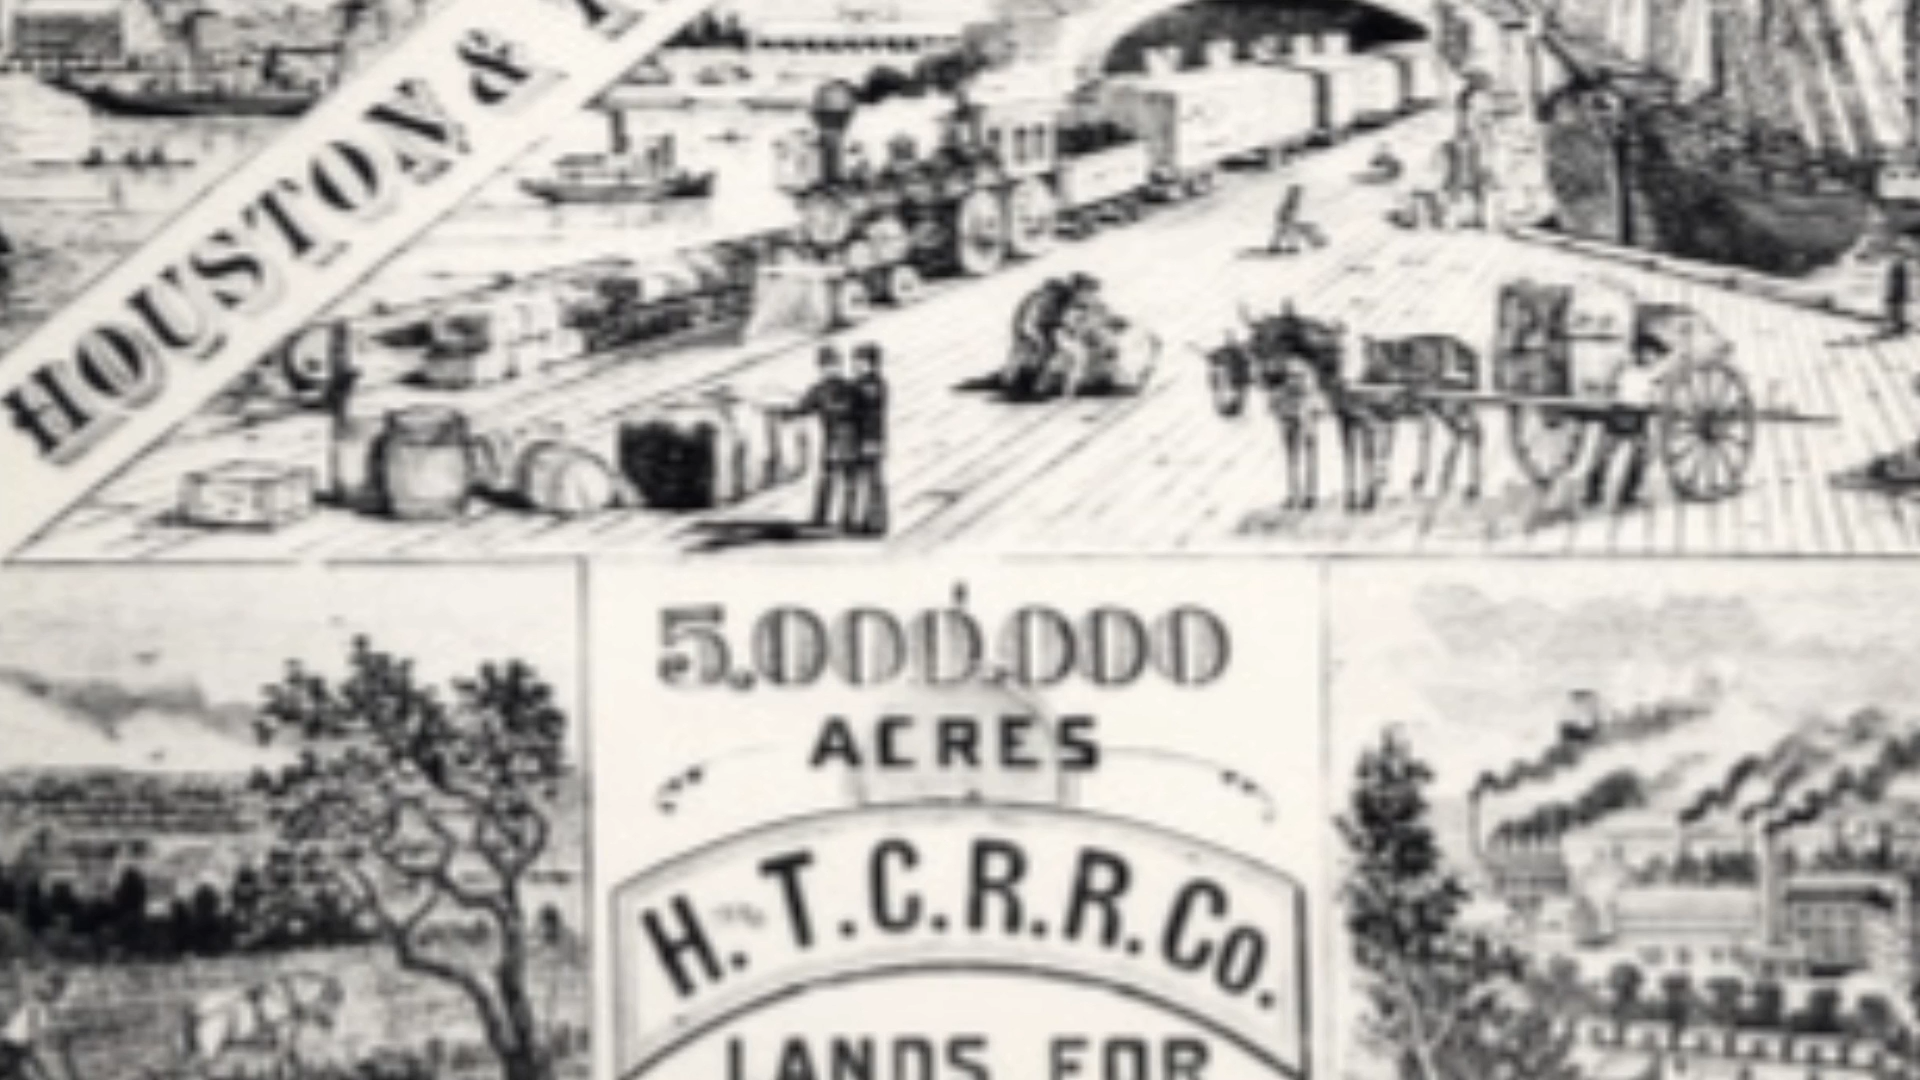 HOUSTON &
5,000,000
ACRES
H. T. C. R. R. Co.
LANDS FOR